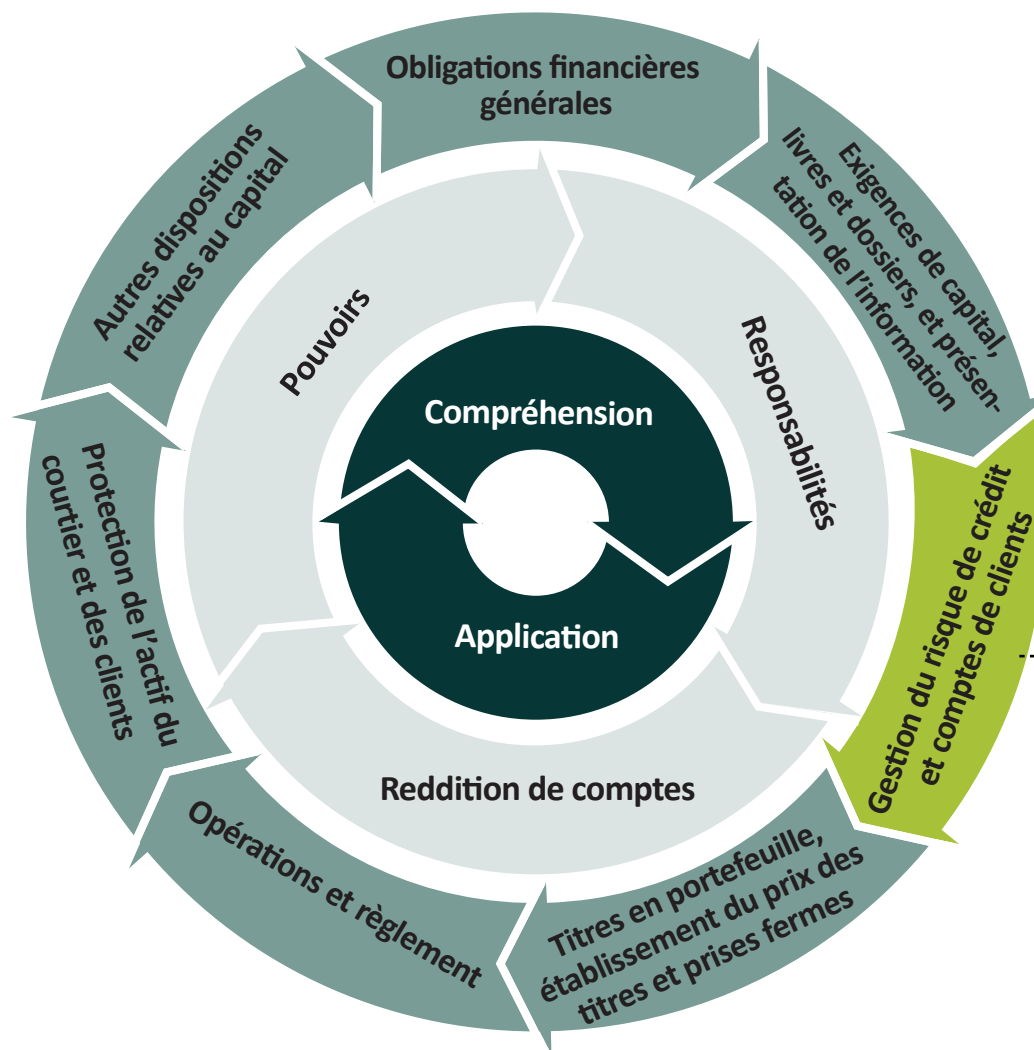 Obligations financières
générales
Exigences de capital,
livres et dossiers, et présen-
tation de l'information
Gestion du risque de crédit
et comptes de clients
Titres en portefeuille,
établissement du prix des
titres et prises fermes
Opérations et règlement
Protection de l'actif du
courtier et des clients
Autres dispositions
relatives au capital
Pouvoirs
Responsabilités
Reddition de comptes
Compréhension
Application